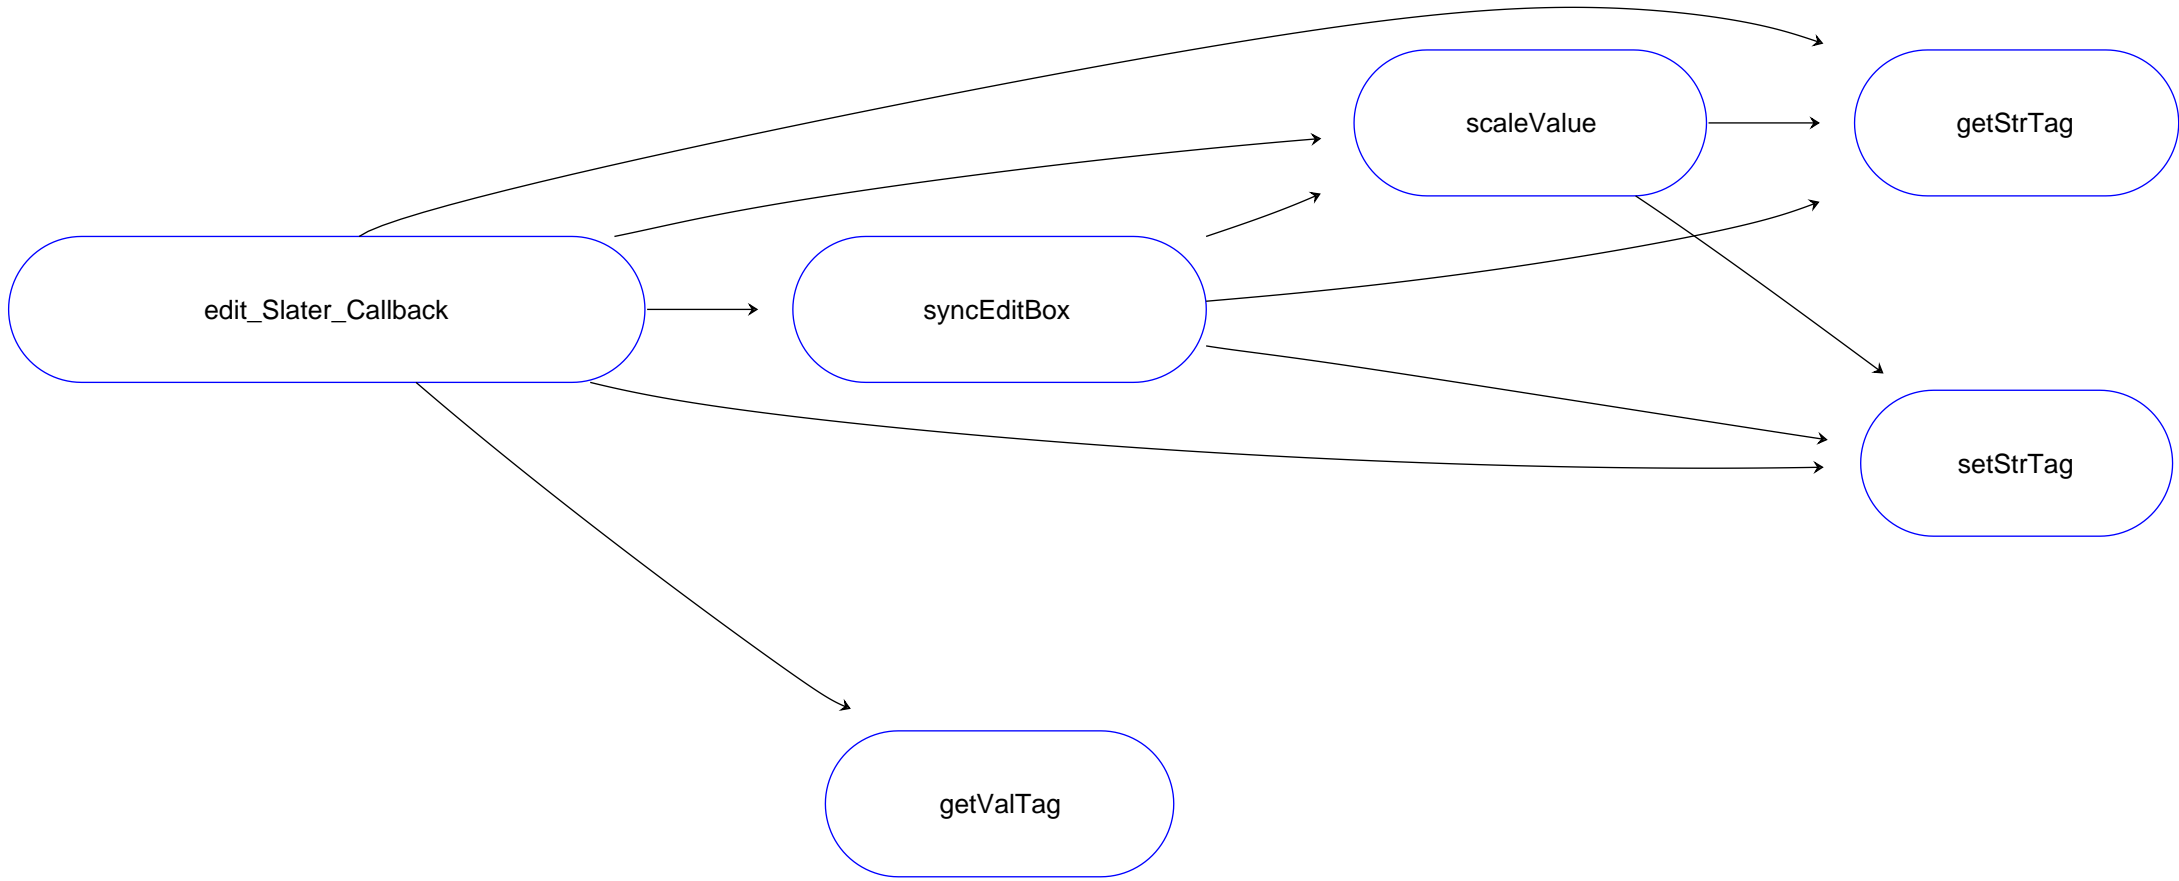 scaleValue
getStrTag
edit_Slater_Callback
syncEditBox
setStrTag
getValTag